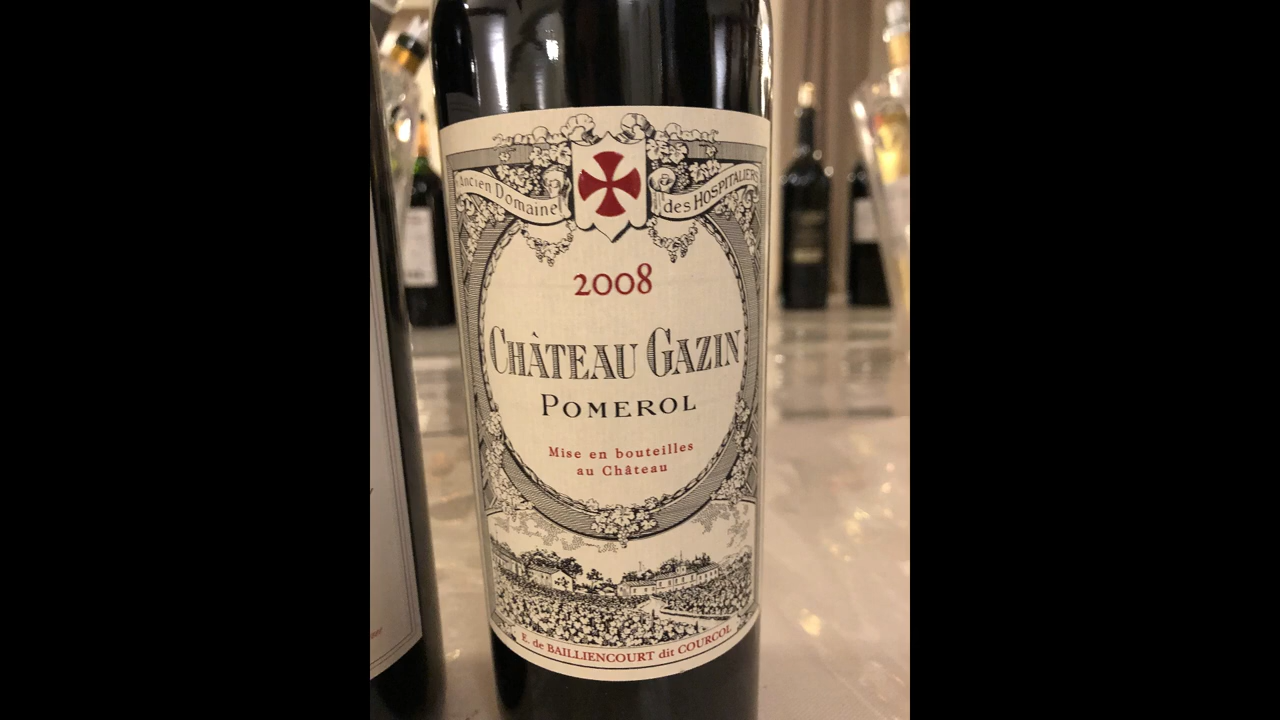 Ancien Domaine des HOSPITALIERS
2008
CHÂTEAU GAZIN
POMEROL
Mise en bouteilles
au Château
E. de BAILLIENCOURT dit COURCOL